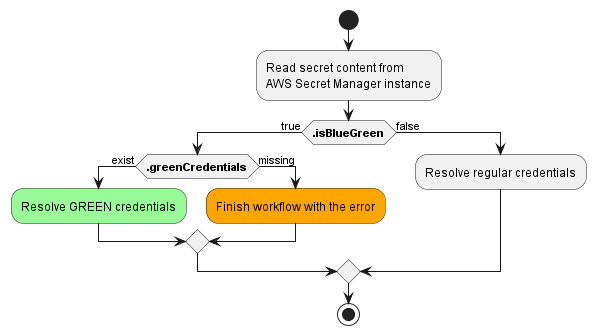 Read secret content from
AWS Secret Manager instance
true
.isBlueGreen
false
exist
.greenCredentials
missing
Resolve regular credentials
Resolve GREEN credentials
Finish workflow with the error